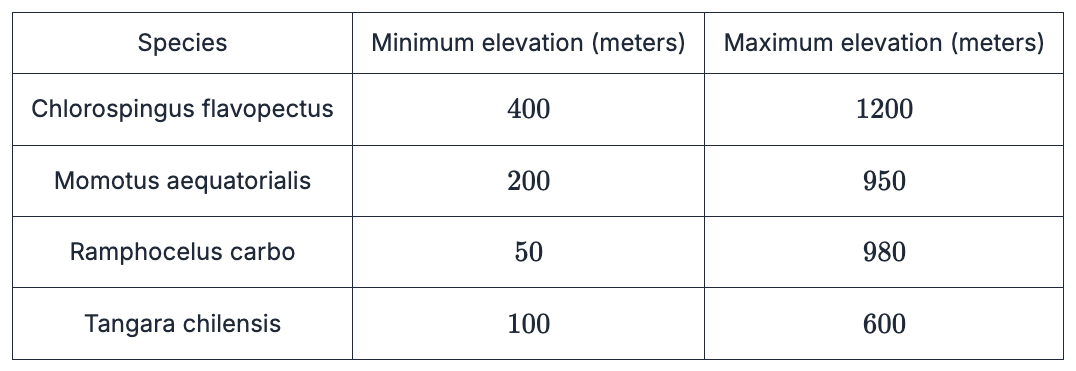 Species Minimum elevation (meters) Maximum elevation (meters)
Chlorospingus flavopectus 400 1200
Momotus aequatorialis 200 950
Ramphocelus carbo 50 980
Tangara chilensis 100 600